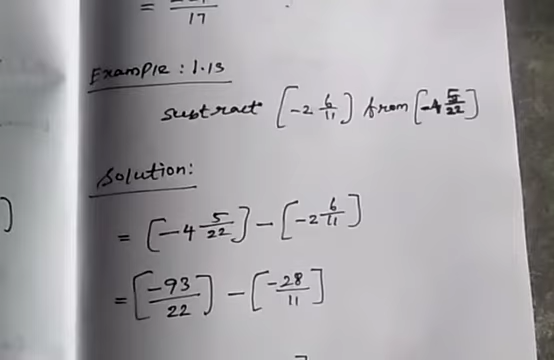 = 17
Example : 1.13
subtract [-2 6/11] from [-4 5/22]
Solution:
= [-4 5/22] - [-2 6/11]
= [-93/22] - [-28/11]